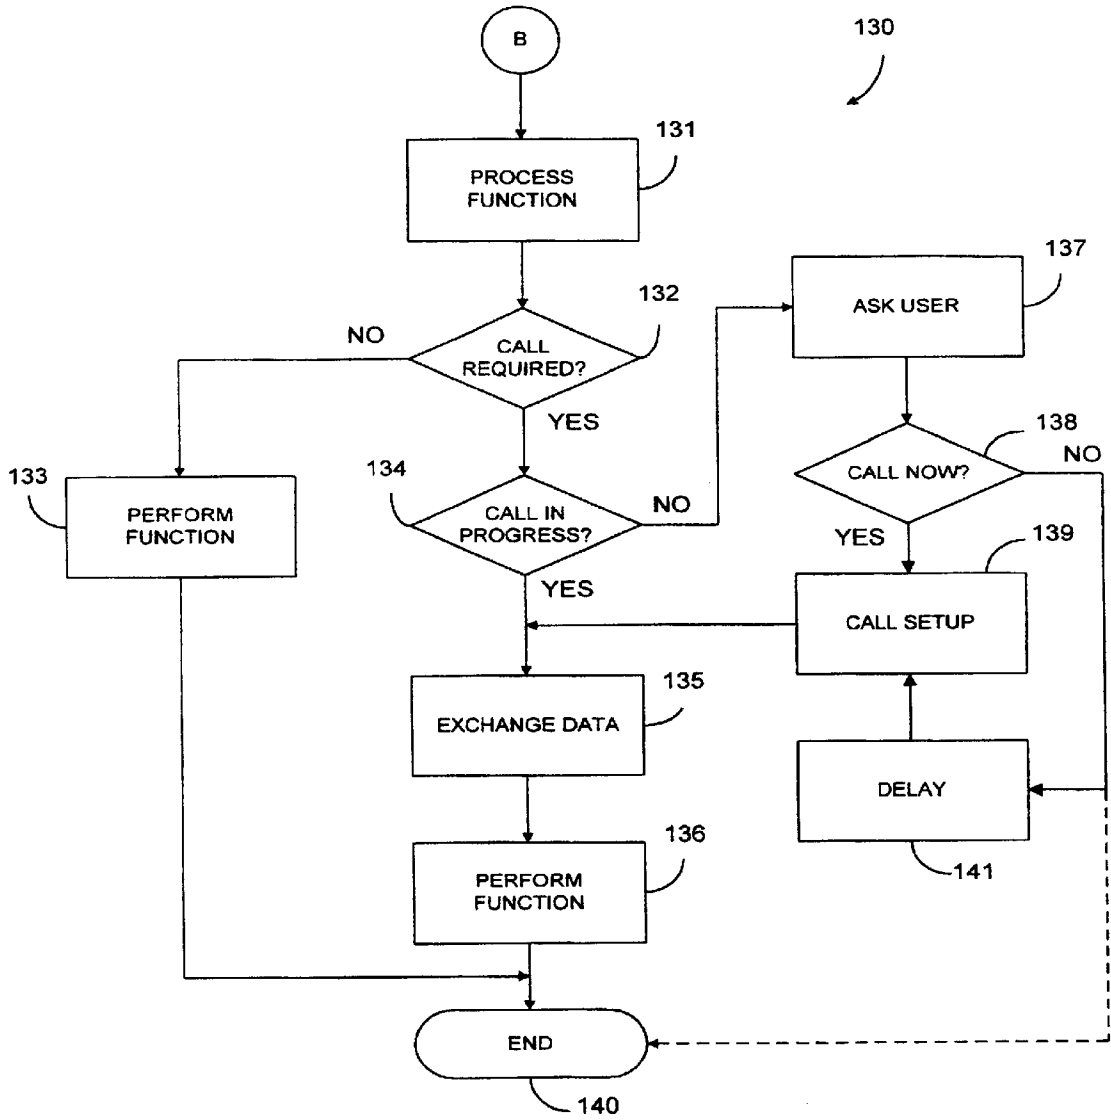 B
130
131
PROCESS
FUNCTION
137
ASK USER
132
NO
CALL
REQUIRED?
YES
138
NO
CALL NOW?
133
PERFORM
FUNCTION
134
CALL IN
PROGRESS?
NO
YES
YES
139
CALL SETUP
135
EXCHANGE DATA
DELAY
141
136
PERFORM
FUNCTION
END
140